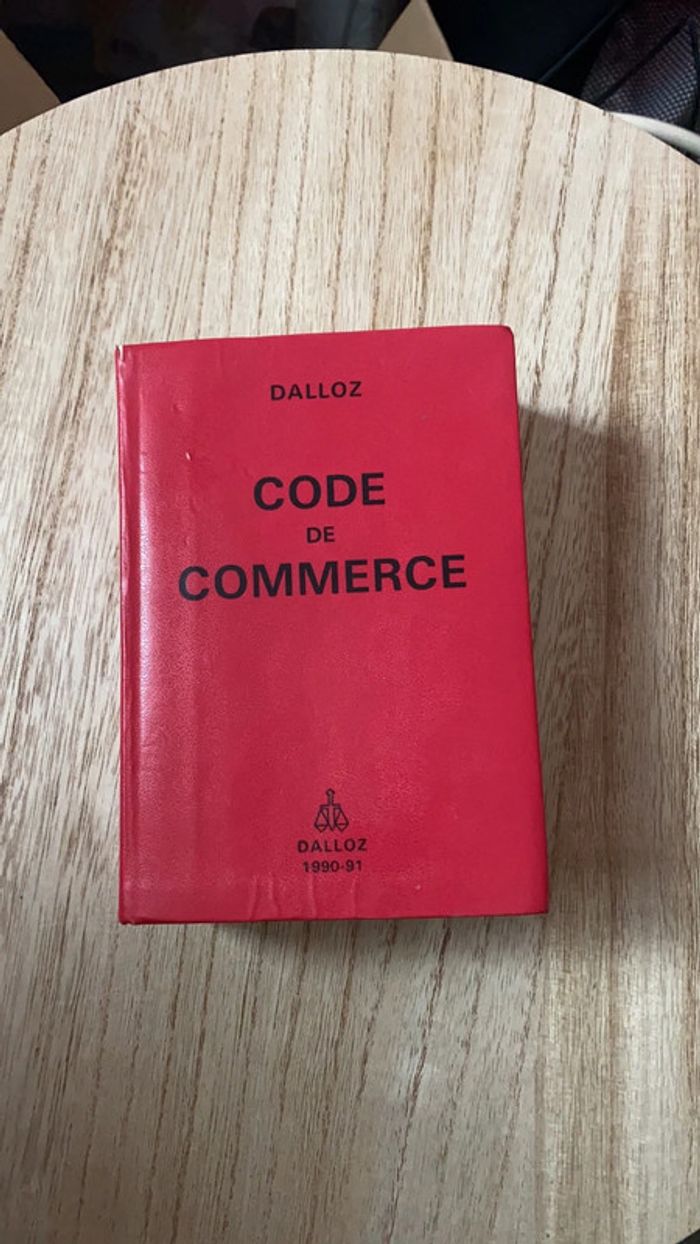 DALLOZ
CODE
DE
COMMERCE
DALLOZ
1990-91